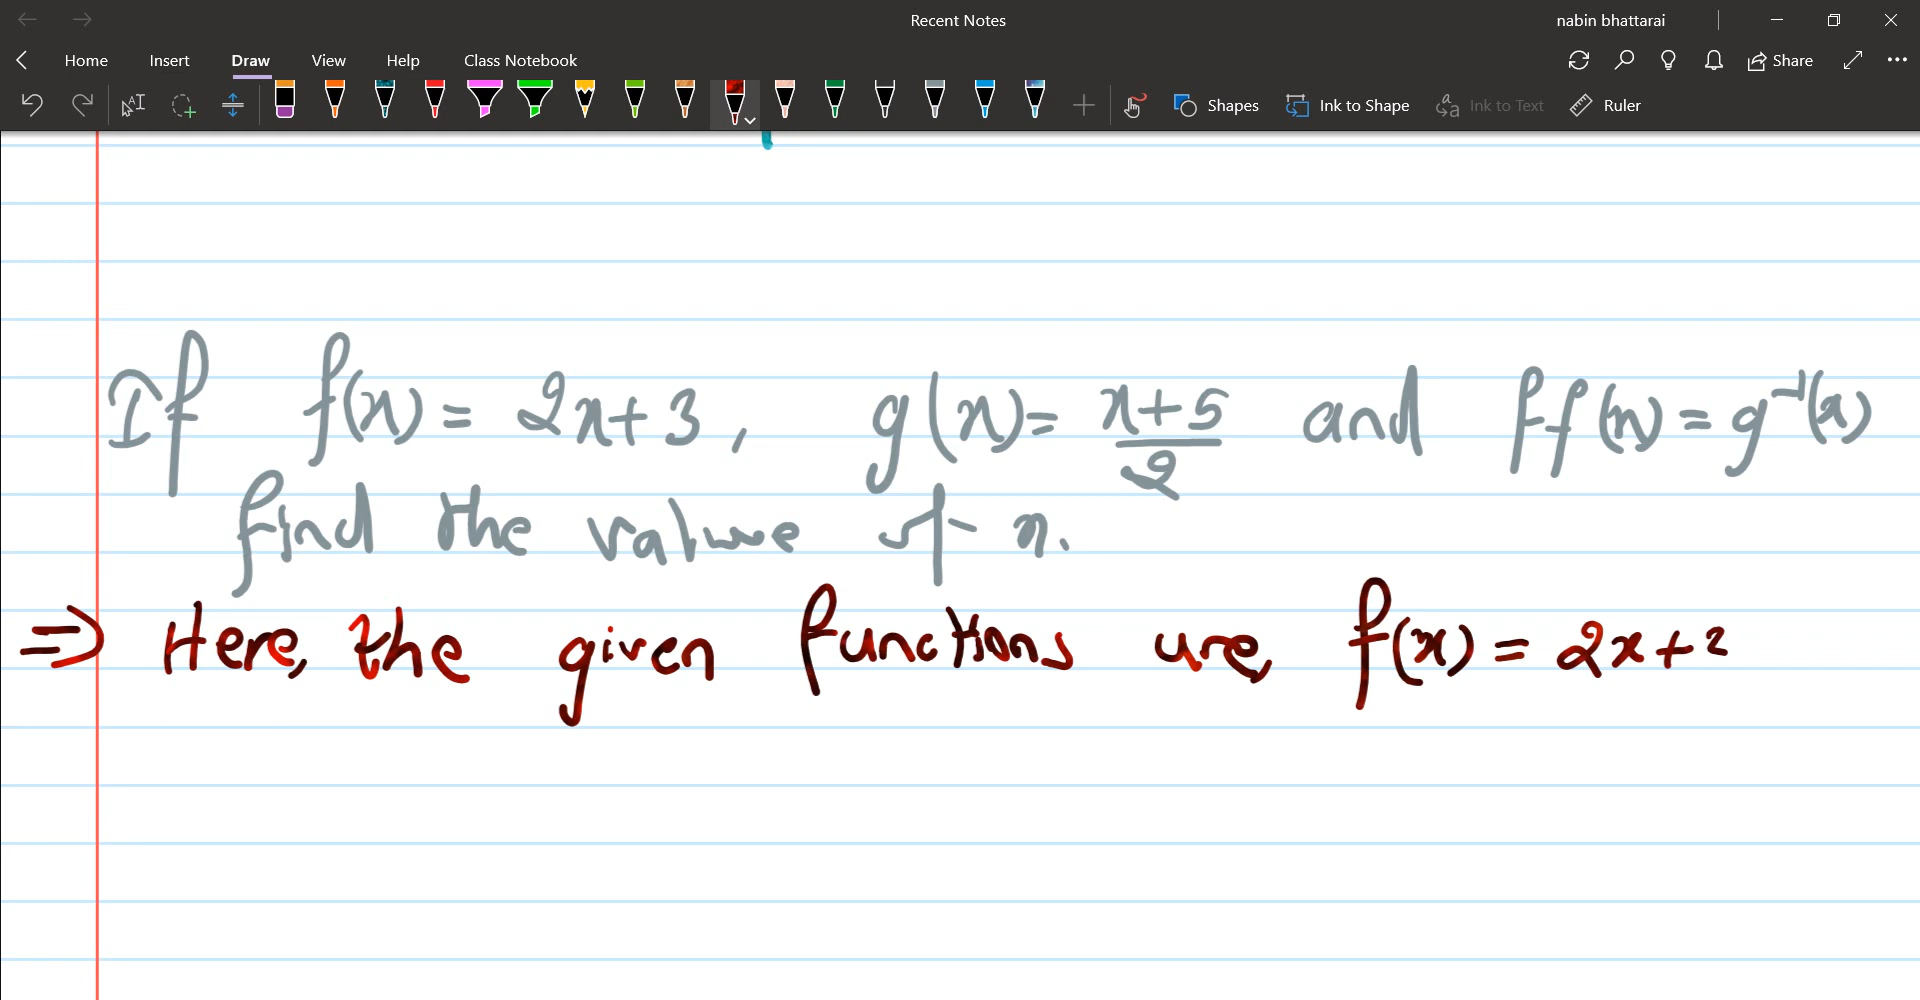 Recent Notes nabin bhattarai
Home Insert Draw View Help Class Notebook Share
Shapes Ink to Shape Ink to Text Ruler
If f(x) = 2x+3, g(x) = x+5/2 and ff(x) = g⁻¹(x)
find the value of x.
⇒ Here, the given functions are, f(x) = 2x+2